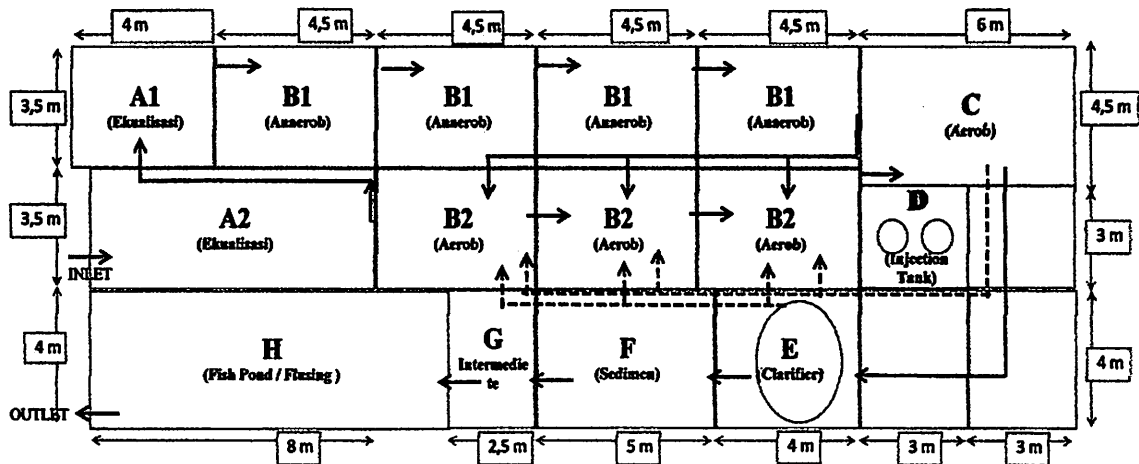 4 m
4,5 m
4,5 m
4,5 m
4,5 m
6 m
3,5 m
A1
(Ekualisasi)
B1
(Anaerob)
B1
(Anaerob)
B1
(Anaerob)
B1
(Anaerob)
C
(Aerob)
4,5 m
3,5 m
A2
(Ekualisasi)
B2
(Aerob)
B2
(Aerob)
B2
(Aerob)
D
(Injection
Tank)
3 m
INLET
4 m
H
(Fish Pond / Flusing )
G
Intermedie
te
F
(Sedimen)
E
(Clarifier)
4 m
OUTLET
8 m
2,5 m
5 m
4 m
3 m
3 m